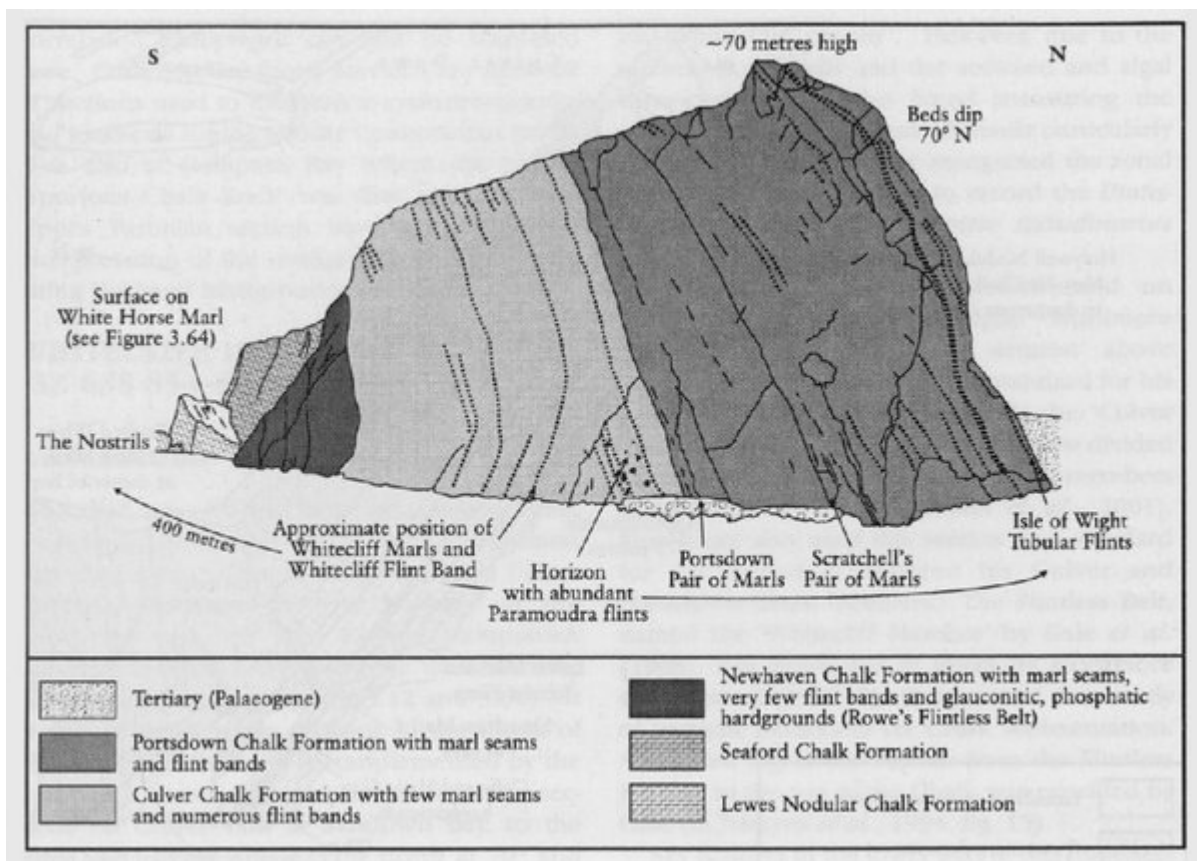 S
~70 metres high
N
Beds dip
70° N
Surface on
White Horse Marl
(see Figure 3.64)
The Nostrils
400 metres
Approximate position of
Whitecliff Marls and
Whitecliff Flint Band
Horizon
with abundant
Paramoudra flints
Portsdown
Pair of Marls
Scratchell's
Pair of Marls
Isle of Wight
Tubular Flints
Tertiary (Palaeogene)
Portsdown Chalk Formation with marl seams
and flint bands
Culver Chalk Formation with few marl seams
and numerous flint bands
Newhaven Chalk Formation with marl seams,
very few flint bands and glauconitic, phosphatic
hardgrounds (Rowe's Flintless Belt)
Seaford Chalk Formation
Lewes Nodular Chalk Formation